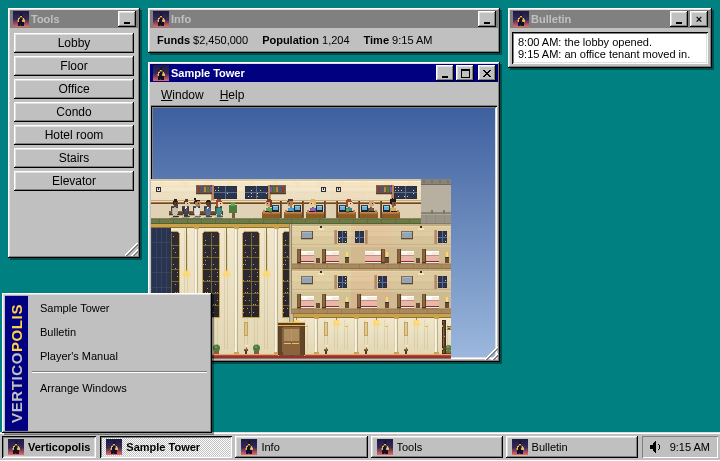 Tools
Lobby
Floor
Office
Condo
Hotel room
Stairs
Elevator
Info
Funds $2,450,000 Population 1,204 Time 9:15 AM
Bulletin
8:00 AM: the lobby opened.
9:15 AM: an office tenant moved in.
Sample Tower
Window Help
VERTICOPOLIS
Sample Tower
Bulletin
Player's Manual
Arrange Windows
Verticopolis
Sample Tower
Info
Tools
Bulletin
9:15 AM